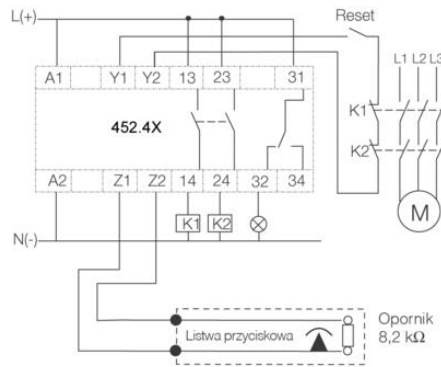 L(+)
Reset
A1 Y1 Y2 13 23 31
L1 L2 L3
452.4X
K1
K2
A2 Z1 Z2 14 24 32 34
K1 K2
M
N(-)
Listwa przyciskowa
Opornik
8,2 kΩ